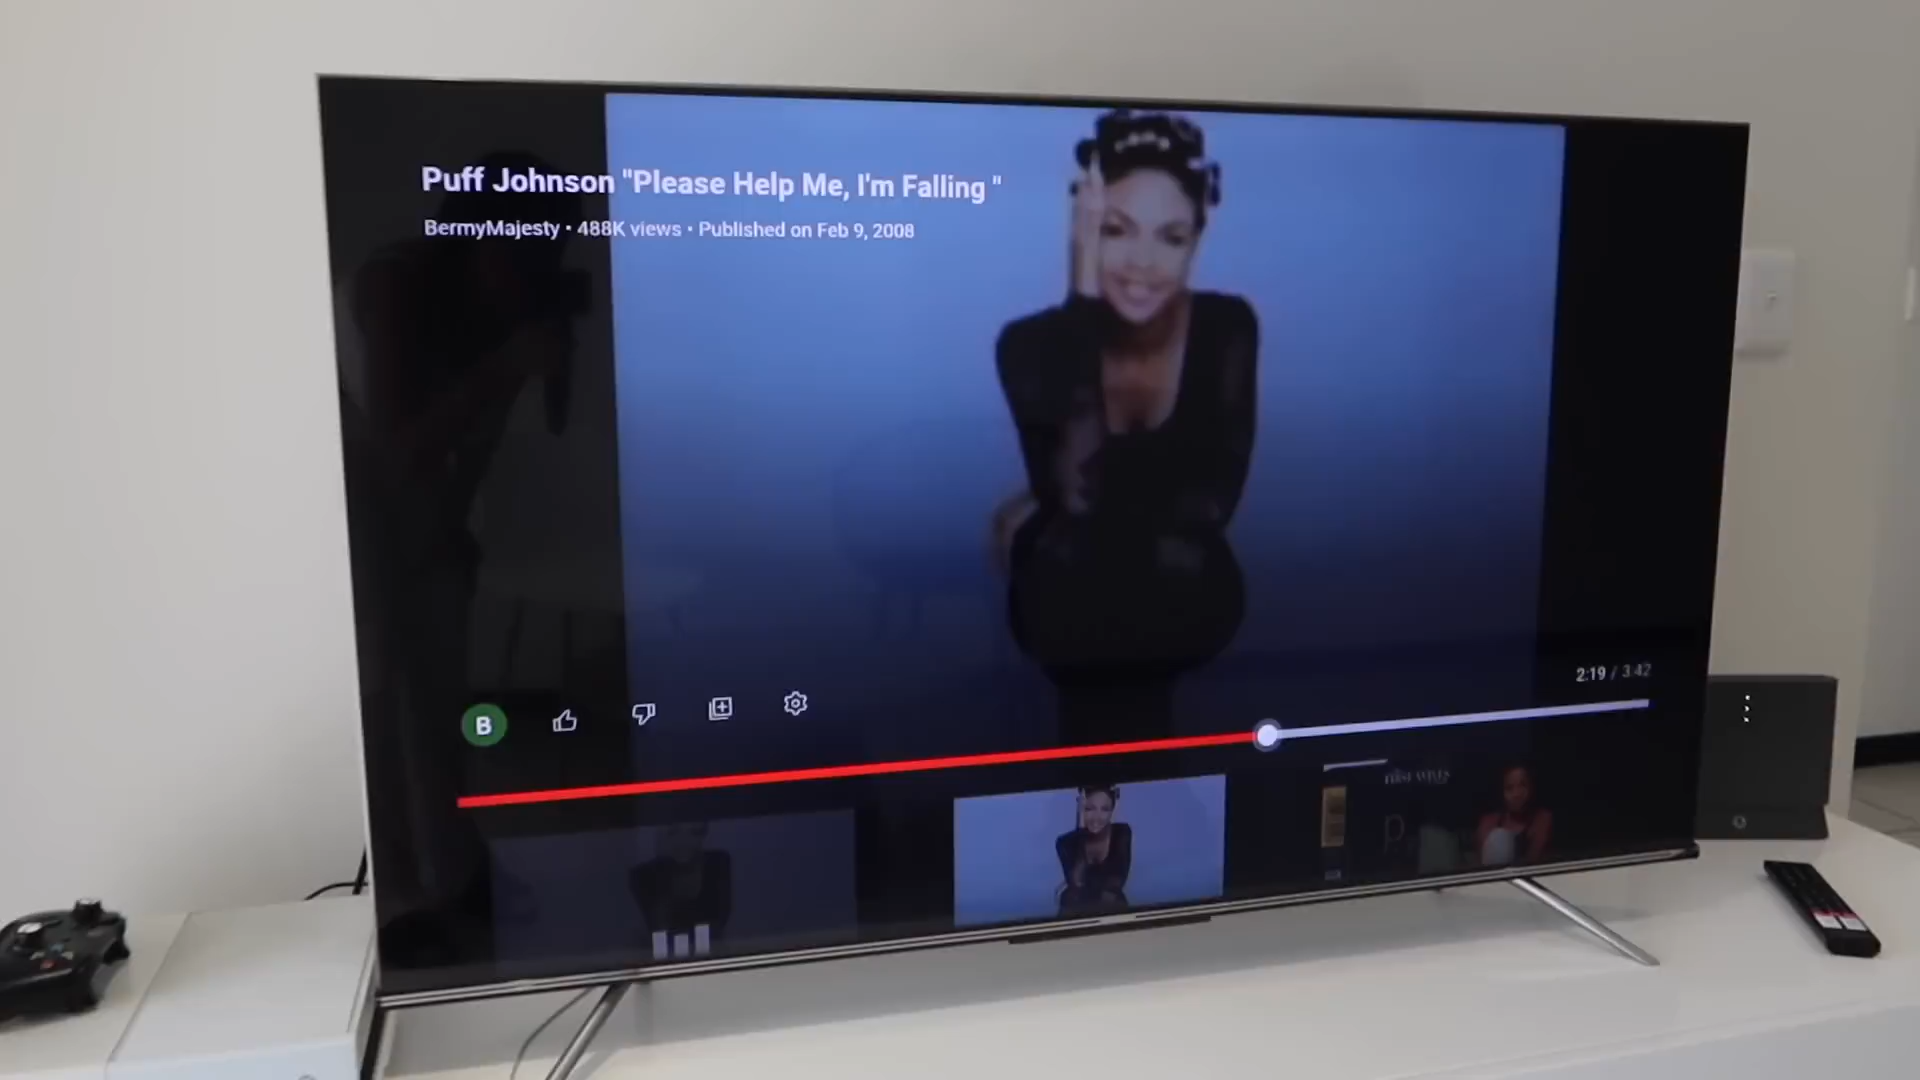 Puff Johnson "Please Help Me, I'm Falling "
BermyMajesty • 488K views • Published on Feb 9, 2008
2:19 / 3:42
B